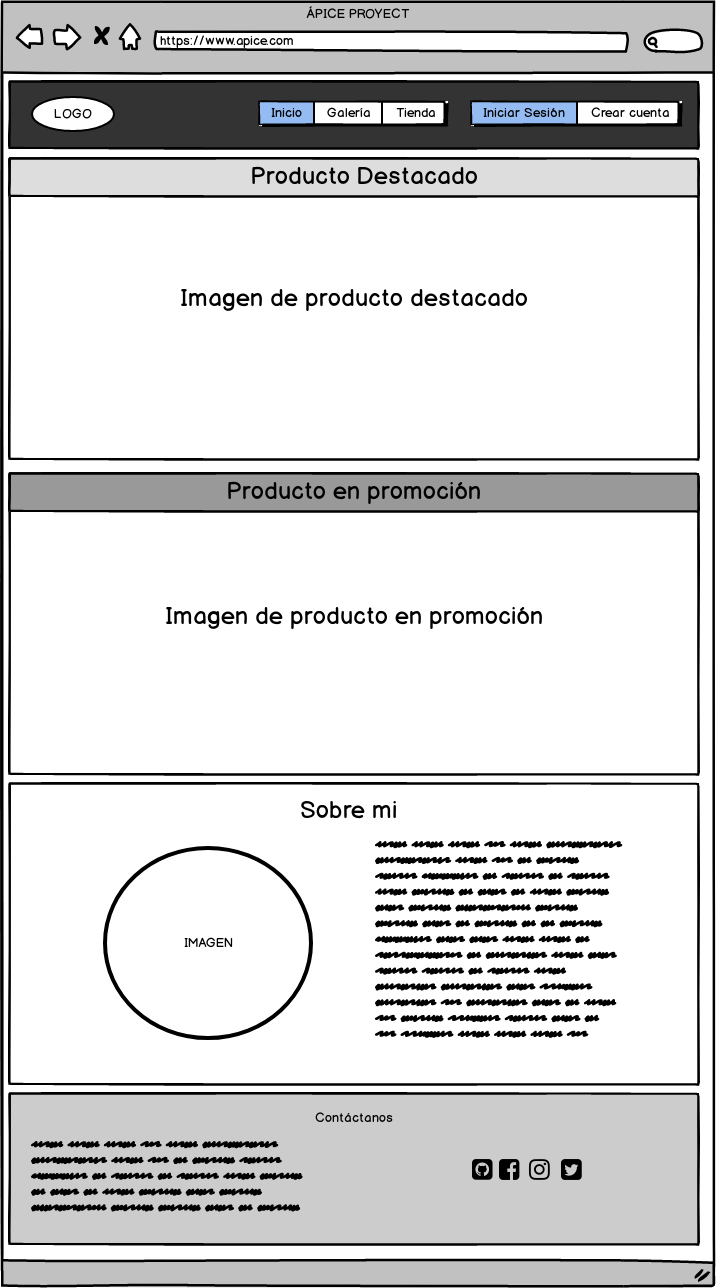 ÁPICE PROYECT
https://www.apice.com
LOGO
Inicio Galería Tienda Iniciar Sesión Crear cuenta
Producto Destacado
Imagen de producto destacado
Producto en promoción
Imagen de producto en promoción
Sobre mi
IMAGEN
Contáctanos